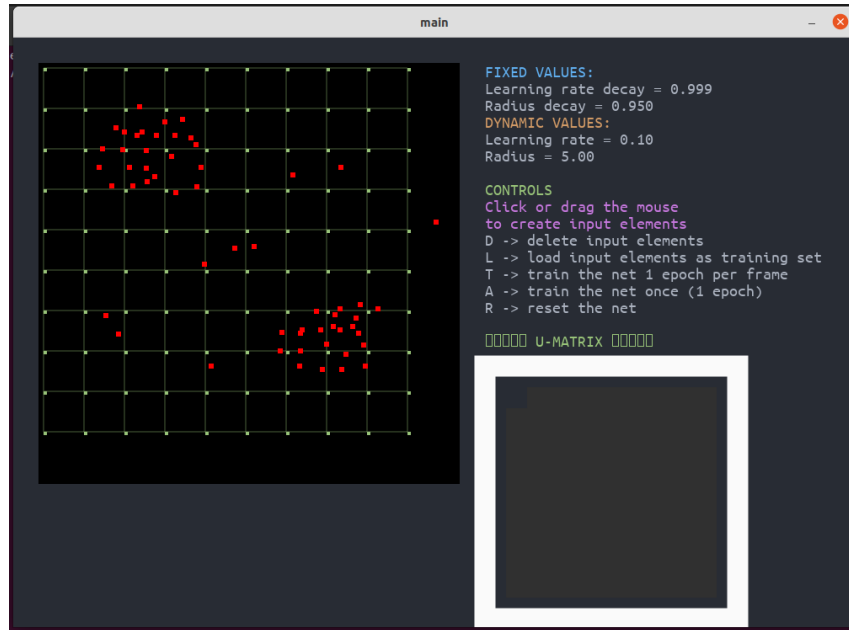 main
FIXED VALUES:
Learning rate decay = 0.999
Radius decay = 0.950
DYNAMIC VALUES:
Learning rate = 0.10
Radius = 5.00
CONTROLS
Click or drag the mouse
to create input elements
D -> delete input elements
L -> load input elements as training set
T -> train the net 1 epoch per frame
A -> train the net once (1 epoch)
R -> reset the net
▯▯▯▯▯ U-MATRIX ▯▯▯▯▯